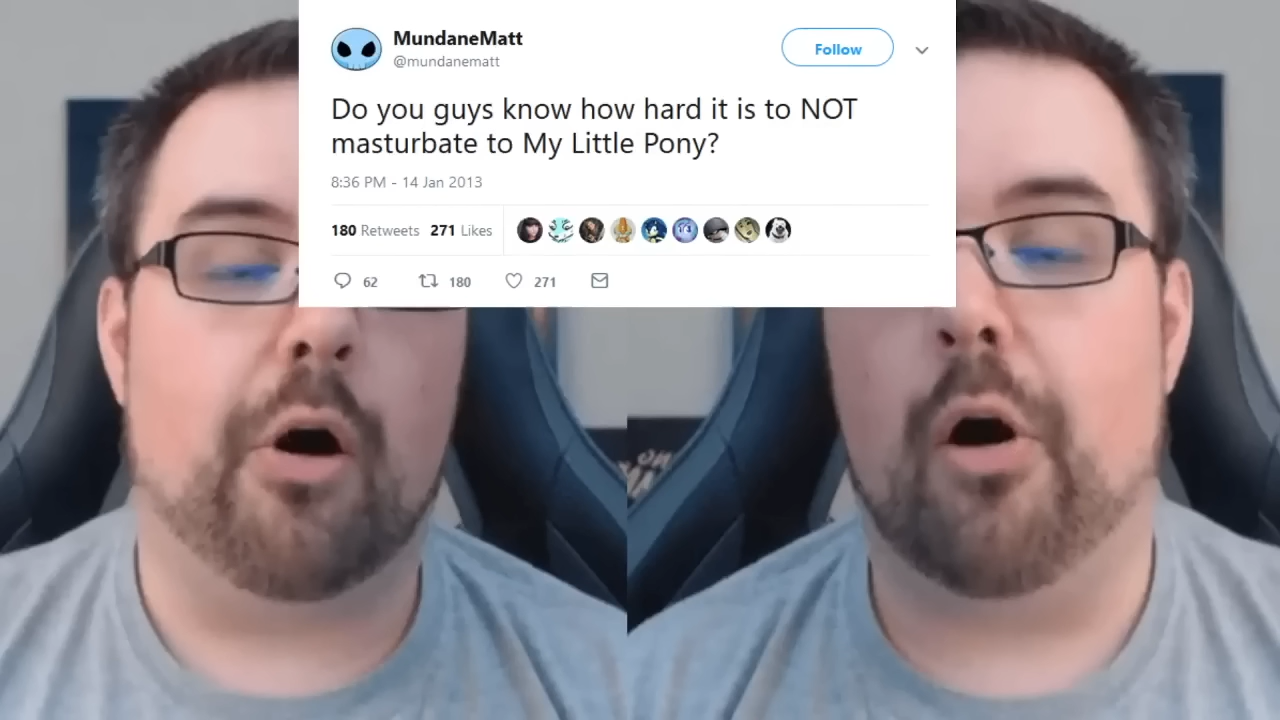 MundaneMatt
@mundanematt
Follow
Do you guys know how hard it is to NOT
masturbate to My Little Pony?
8:36 PM - 14 Jan 2013
180 Retweets 271 Likes
62 180 271